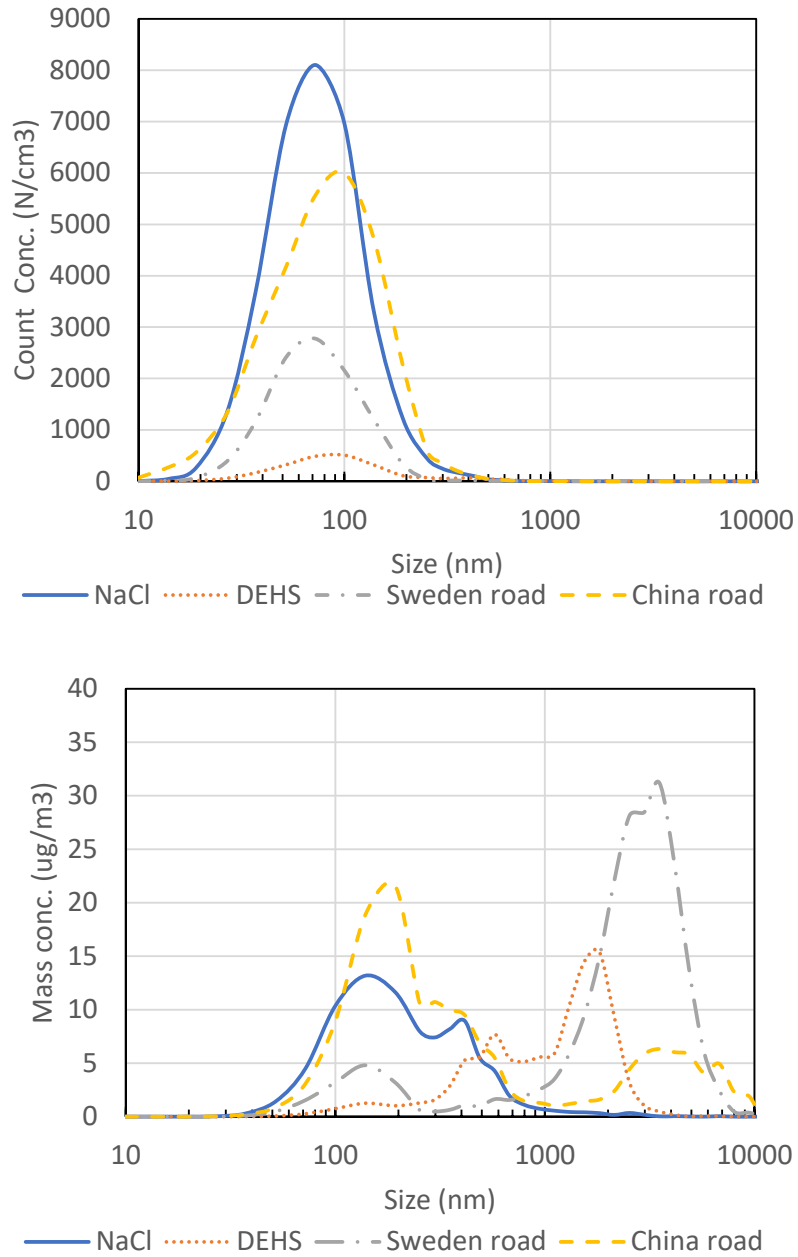 9000
8000
7000
6000
5000
4000
3000
2000
1000
0
Count Conc. (N/cm3)
10 100 1000 10000
Size (nm)
NaCl DEHS Sweden road China road
40
35
30
25
20
15
10
5
0
Mass conc. (ug/m3)
10 100 1000 10000
Size (nm)
NaCl DEHS Sweden road China road